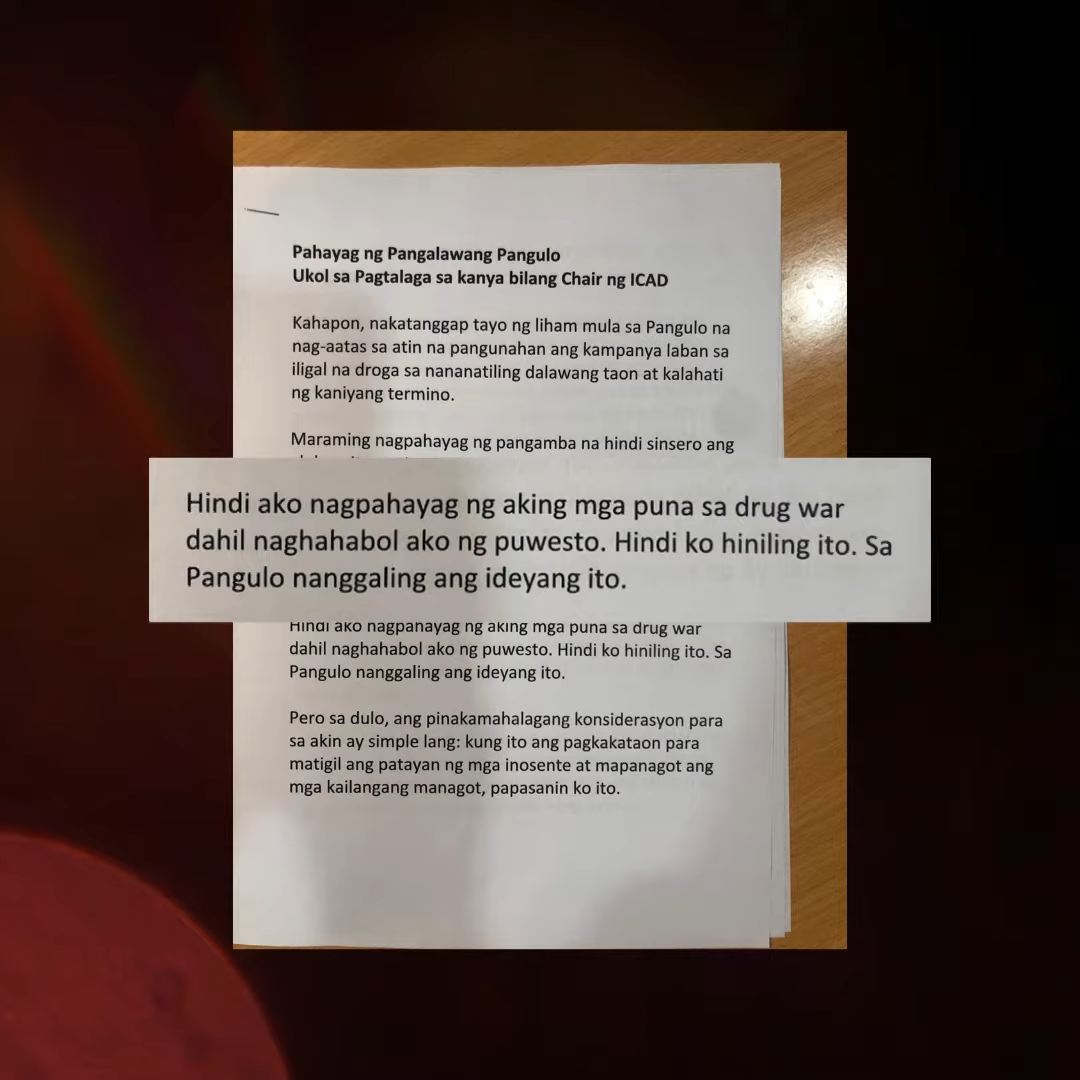 Pahayag ng Pangalawang Pangulo
Ukol sa Pagtalaga sa kanya bilang Chair ng ICAD
Kahapon, nakatanggap tayo ng liham mula sa Pangulo na
nag-aatas sa atin na pangunahan ang kampanya laban sa
iligal na droga sa nananatiling dalawang taon at kalahati
ng kaniyang termino.
Maraming nagpahayag ng pangamba na hindi sinsero ang
Hindi ako nagpahayag ng aking mga puna sa drug war
dahil naghahabol ako ng puwesto. Hindi ko hiniling ito. Sa
Pangulo nanggaling ang ideyang ito.
Hindi ako nagpahayag ng aking mga puna sa drug war
dahil naghahabol ako ng puwesto. Hindi ko hiniling ito. Sa
Pangulo nanggaling ang ideyang ito.
Pero sa dulo, ang pinakamahalagang konsiderasyon para
sa akin ay simple lang: kung ito ang pagkakataon para
matigil ang patayan ng mga inosente at mapanagot ang
mga kailangang managot, papasanin ko ito.